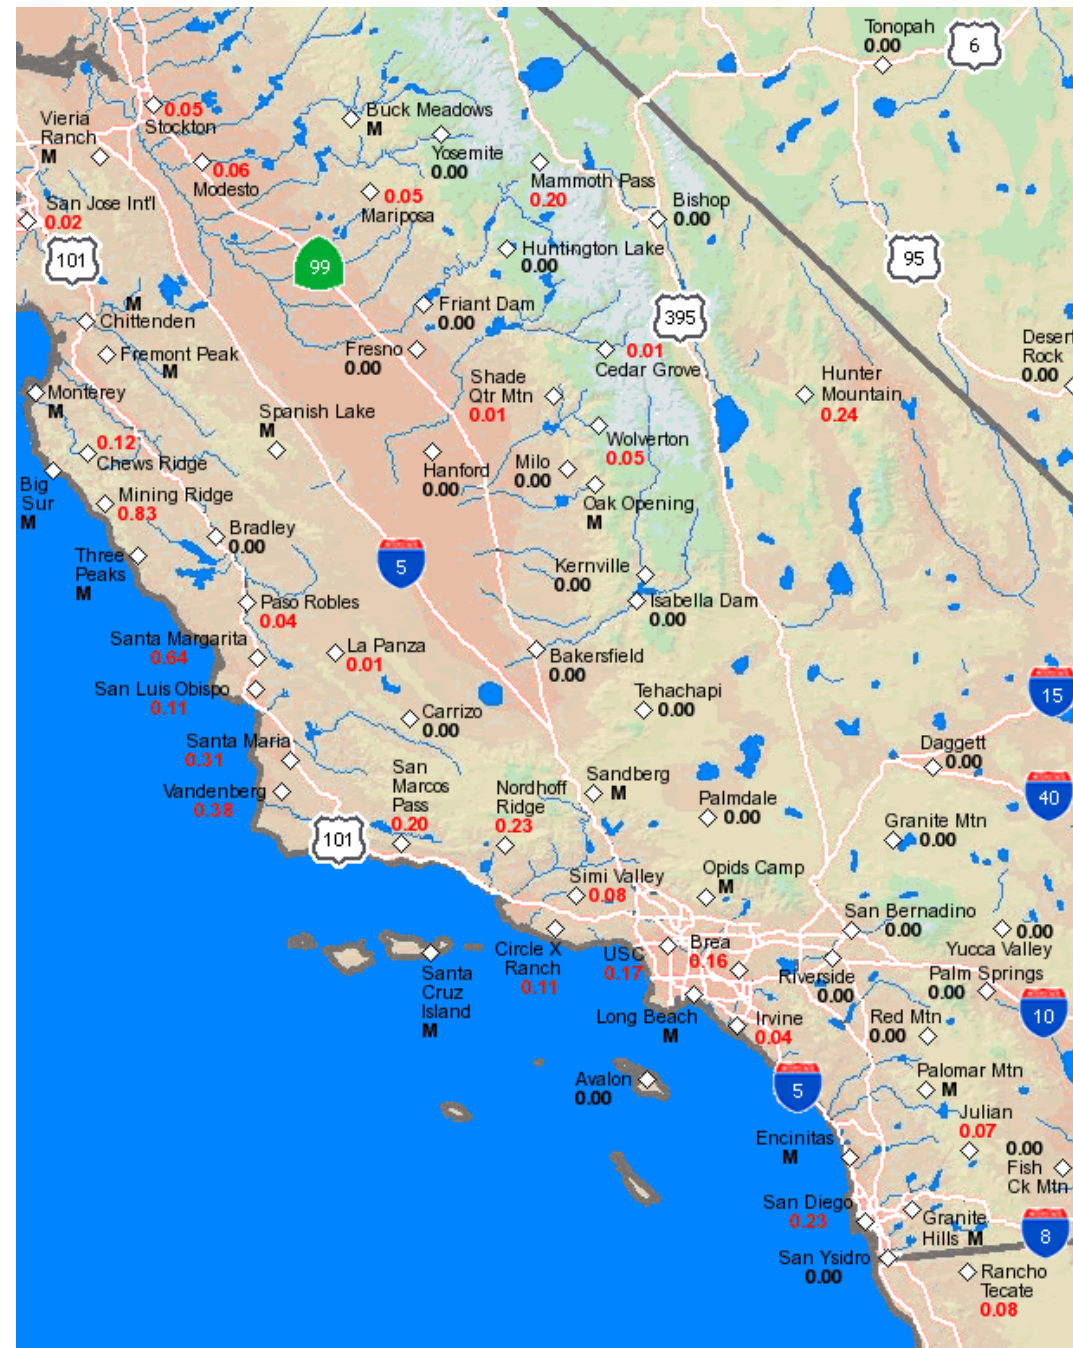 Tonopah
0.00
6
Vieria
Ranch
M
0.05
Stockton
Buck Meadows
M
Yosemite
0.00
0.06
Modesto
0.05
Mariposa
Mammoth Pass
0.20
San Jose Int'l
0.02
Bishop
0.00
101
99
Huntington Lake
0.00
95
M
Chittenden
Friant Dam
0.00
395
Fremont Peak
M
Fresno
0.00
0.01
Cedar Grove
Desert
Rock
0.00
Monterey
M
Shade
Qtr Mtn
0.01
Hunter
Mountain
0.24
Spanish Lake
M
0.12
Chews Ridge
Wolverton
0.05
Hanford
0.00
Milo
0.00
Big
Sur
M
Mining Ridge
0.83
Oak Opening
M
Bradley
0.00
Three
Peaks
M
5
Kernville
0.00
Paso Robles
0.04
Isabella Dam
0.00
Santa Margarita
0.64
La Panza
0.01
Bakersfield
0.00
San Luis Obispo
0.11
Tehachapi
0.00
15
Carrizo
0.00
Santa Maria
0.31
Daggett
0.00
Vandenberg
0.38
San
Marcos
Pass
0.20
Nordhoff
Ridge
0.23
Sandberg
M
Palmdale
0.00
40
101
Granite Mtn
0.00
Simi Valley
0.08
Opids Camp
M
San Bernadino
0.00
0.00
Yucca Valley
Circle X
Ranch
0.11
USC
0.17
Brea
0.16
Riverside
0.00
Palm Springs
0.00
Santa
Cruz
Island
M
Long Beach
M
Irvine
0.04
Red Mtn
0.00
10
Avalon
0.00
5
Palomar Mtn
M
Julian
0.07
Encinitas
M
0.00
Fish
Ck Mtn
San Diego
0.23
Granite
Hills M
8
San Ysidro
0.00
Rancho
Tecate
0.08